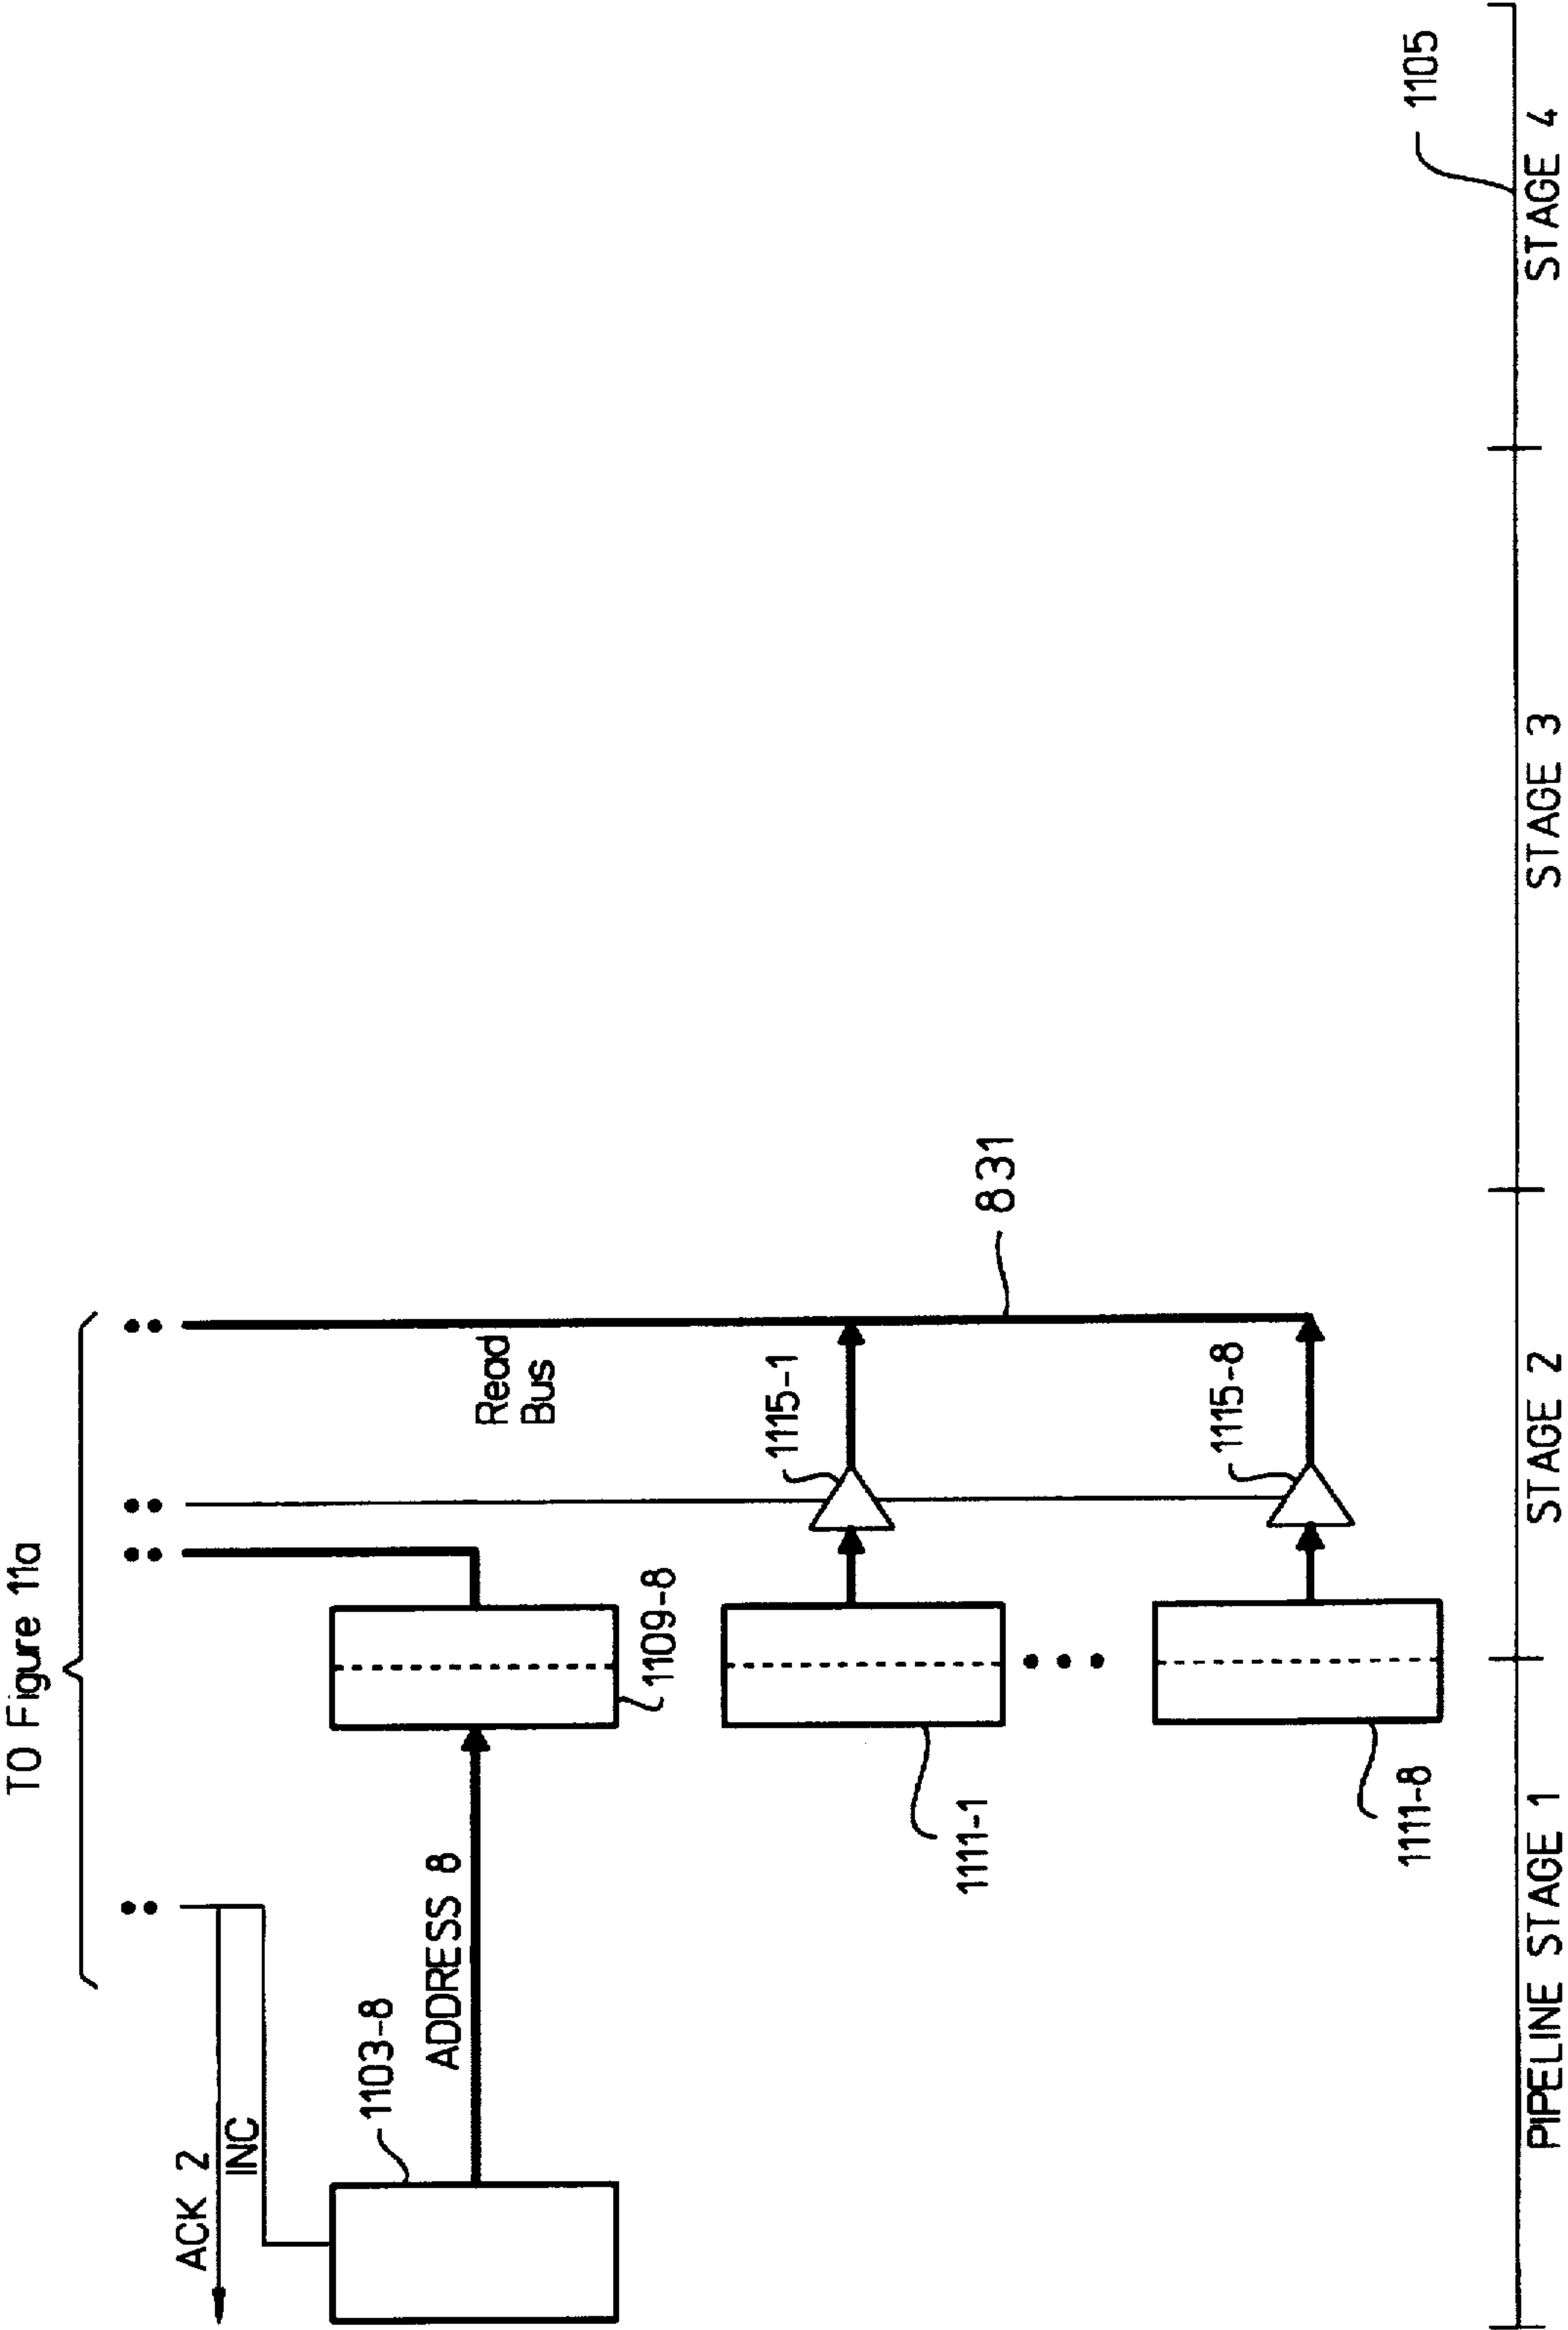 TO Figure 11a
ACK 2
INC
1103-8
ADDRESS 8
1109-8
Read
Bus
831
1115-1
1111-1
1115-8
1111-8
1105
PIPELINE STAGE 1
STAGE 2
STAGE 3
STAGE 4